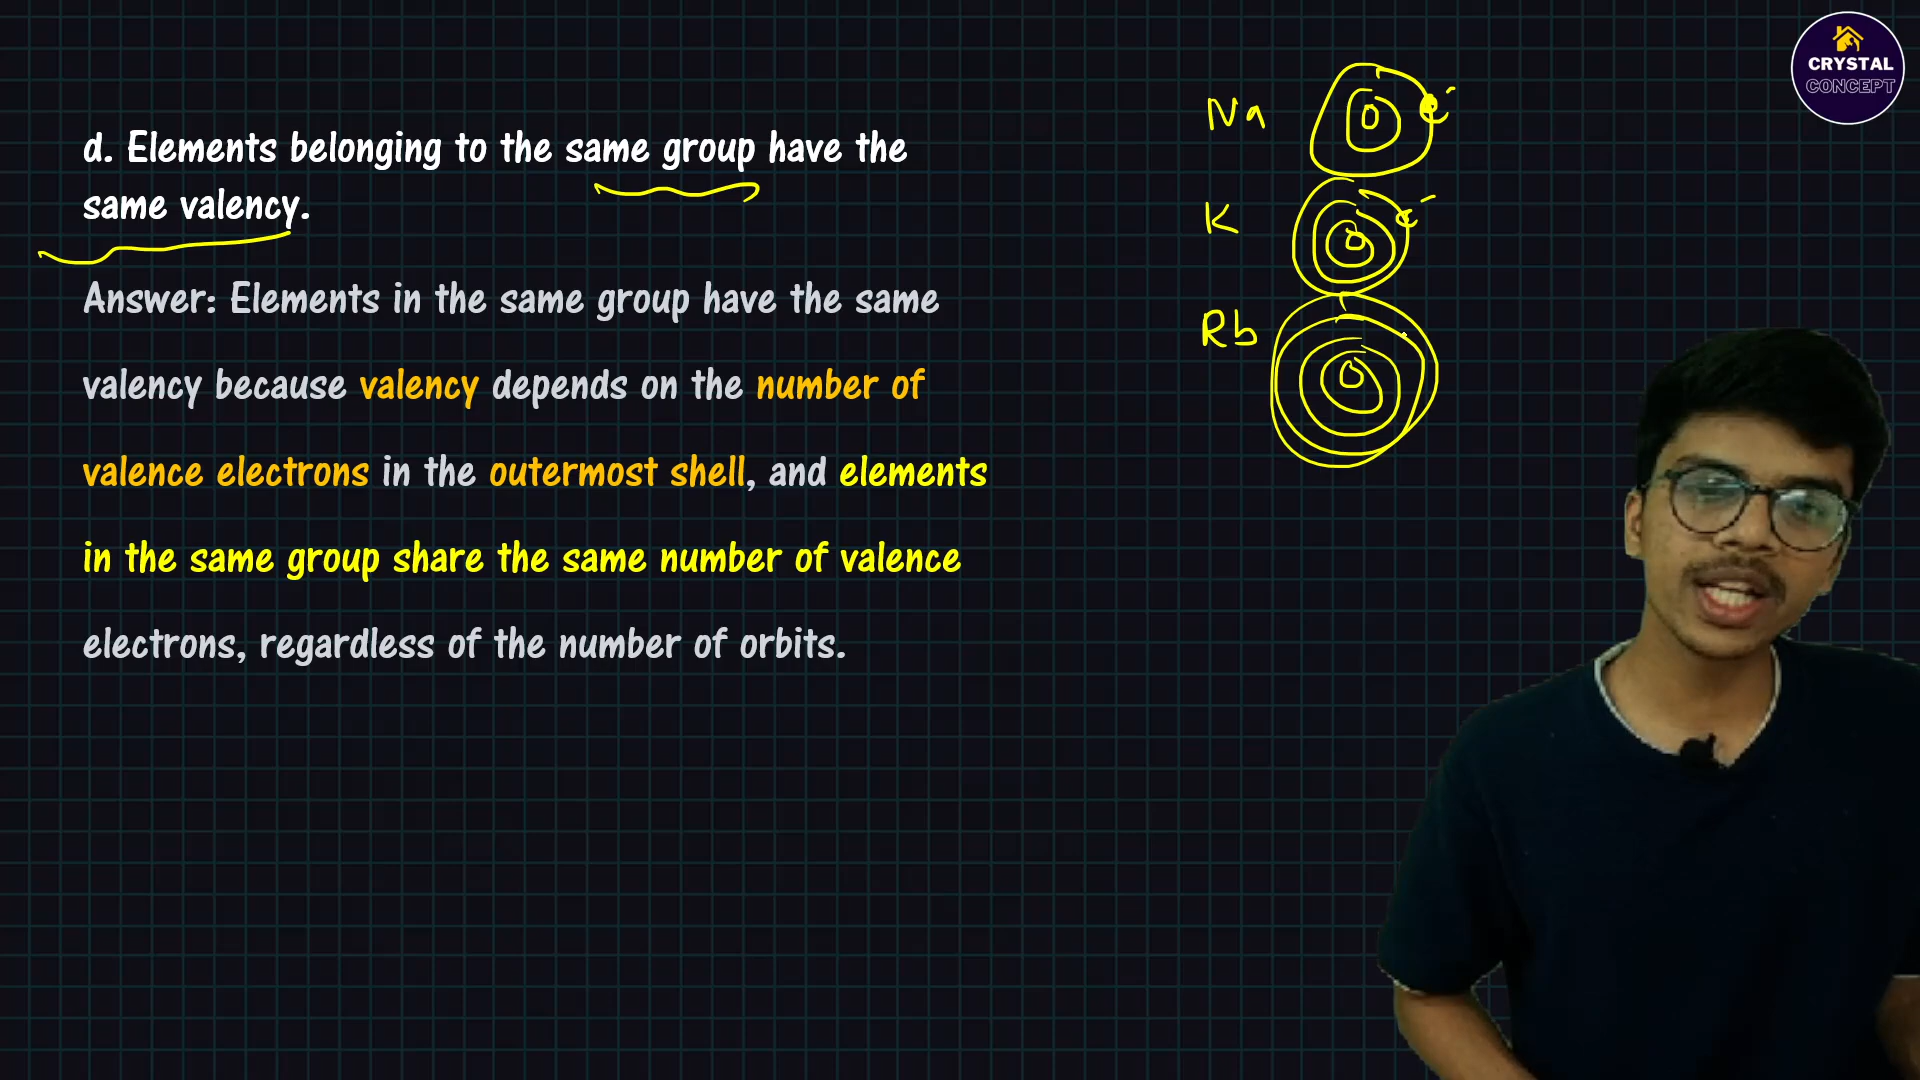 d. Elements belonging to the same group have the
same valency.
Answer: Elements in the same group have the same
valency because valency depends on the number of
valence electrons in the outermost shell, and elements
in the same group share the same number of valence
electrons, regardless of the number of orbits.
Na
e-
K
e-
Rb
CRYSTAL
CONCEPT